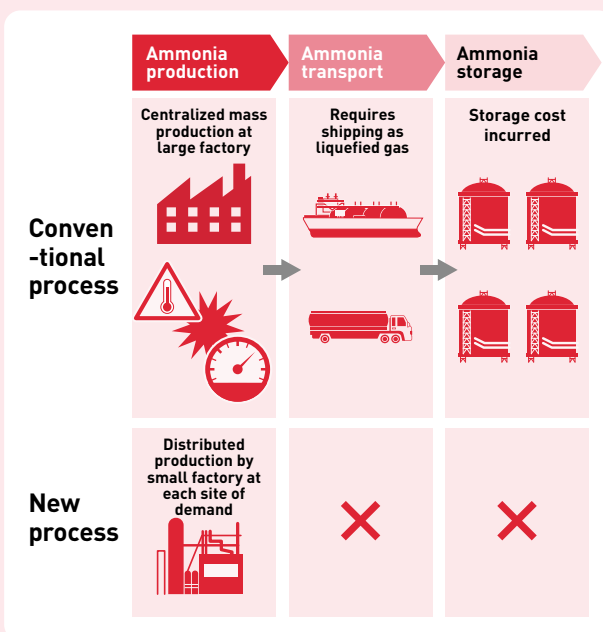 Ammonia
production
Ammonia
transport
Ammonia
storage
Conven
-tional
process
Centralized mass
production at
large factory
Requires
shipping as
liquefied gas
Storage cost
incurred
New
process
Distributed
production by
small factory at
each site of
demand